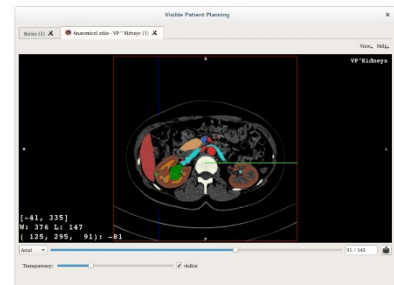 Visible Patient Planning
Series (1) Anatomical atlas - VP^Kidneys (1)
View Help
VP^Kidneys
A
R L
[-41, 335]
W: 376 L: 147
( 125, 295, 91): -81
P
Axial 91 / 143
Transparency: visible